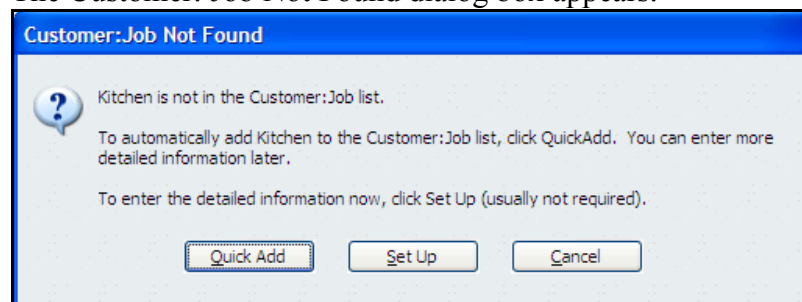 The Customer: Job Not Found dialog box appears.
Customer:Job Not Found
Kitchen is not in the Customer:Job list.
To automatically add Kitchen to the Customer:Job list, click QuickAdd. You can enter more
detailed information later.
To enter the detailed information now, click Set Up (usually not required).
Quick Add Set Up Cancel